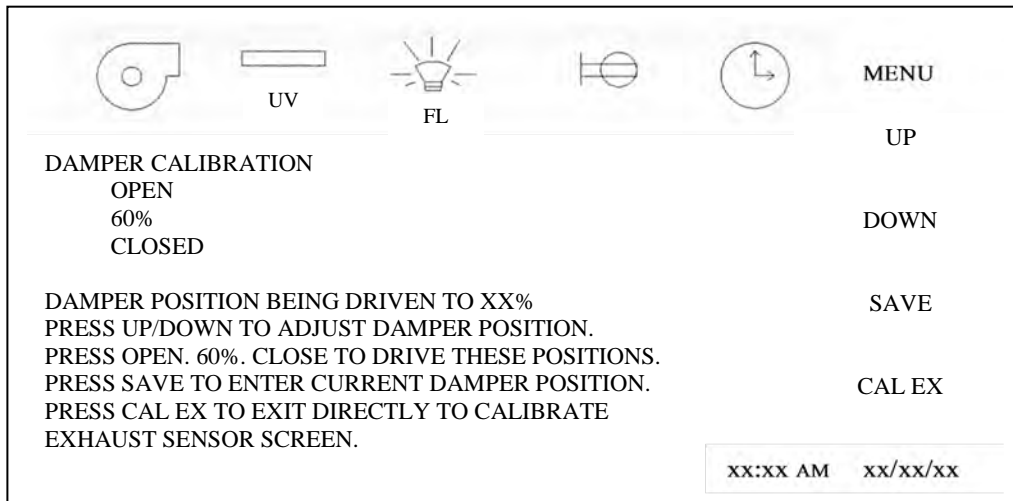 UV
FL
MENU
UP
DAMPER CALIBRATION
OPEN
60%
CLOSED
DOWN
DAMPER POSITION BEING DRIVEN TO XX%
PRESS UP/DOWN TO ADJUST DAMPER POSITION.
PRESS OPEN. 60%. CLOSE TO DRIVE THESE POSITIONS.
PRESS SAVE TO ENTER CURRENT DAMPER POSITION.
PRESS CAL EX TO EXIT DIRECTLY TO CALIBRATE
EXHAUST SENSOR SCREEN.
SAVE
CAL EX
xx:xx AM xx/xx/xx